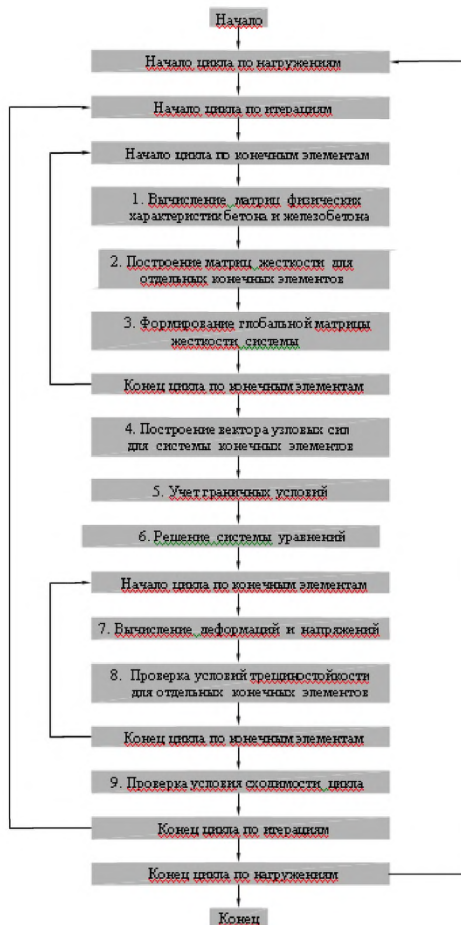 Начало
Начало цикла по нагружениям
Начало цикла по итерациям
Начало цикла по конечным элементам
1. Вычисление матриц физических
характеристик бетона и железобетона
2. Построение матриц жесткости для
отдельных конечных элементов
3. Формирование глобальной матрицы
жесткости системы
Конец цикла по конечным элементам
4. Построение вектора узловых сил
для системы конечных элементов
5. Учет граничных условий
6. Решение системы уравнений
Начало цикла по конечным элементам
7. Вычисление деформаций и напряжений
8. Проверка условий трещиностойкости
для отдельных конечных элементов
Конец цикла по конечным элементам
9. Проверка условия сходимости цикла
Конец цикла по итерациям
Конец цикла по нагружениям
Конец